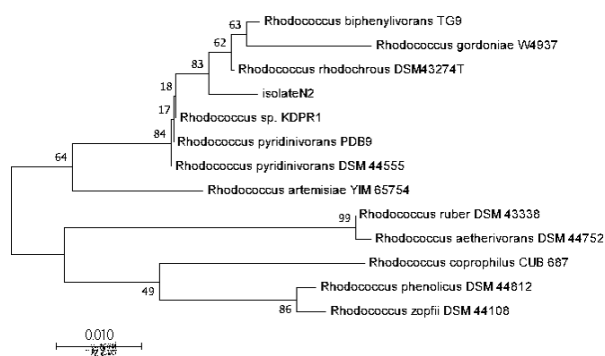 63
Rhodococcus biphenylivorans TG9
62
Rhodococcus gordoniae W4937
83
Rhodococcus rhodochrous DSM43274T
18
isolateN2
17
Rhodococcus sp. KDPR1
84
Rhodococcus pyridinivorans PDB9
64
Rhodococcus pyridinivorans DSM 44555
Rhodococcus artemisiae YIM 65754
99
Rhodococcus ruber DSM 43338
Rhodococcus aetherivorans DSM 44752
Rhodococcus coprophilus CUB 687
49
Rhodococcus phenolicus DSM 44812
86
Rhodococcus zopfii DSM 44108
0.010